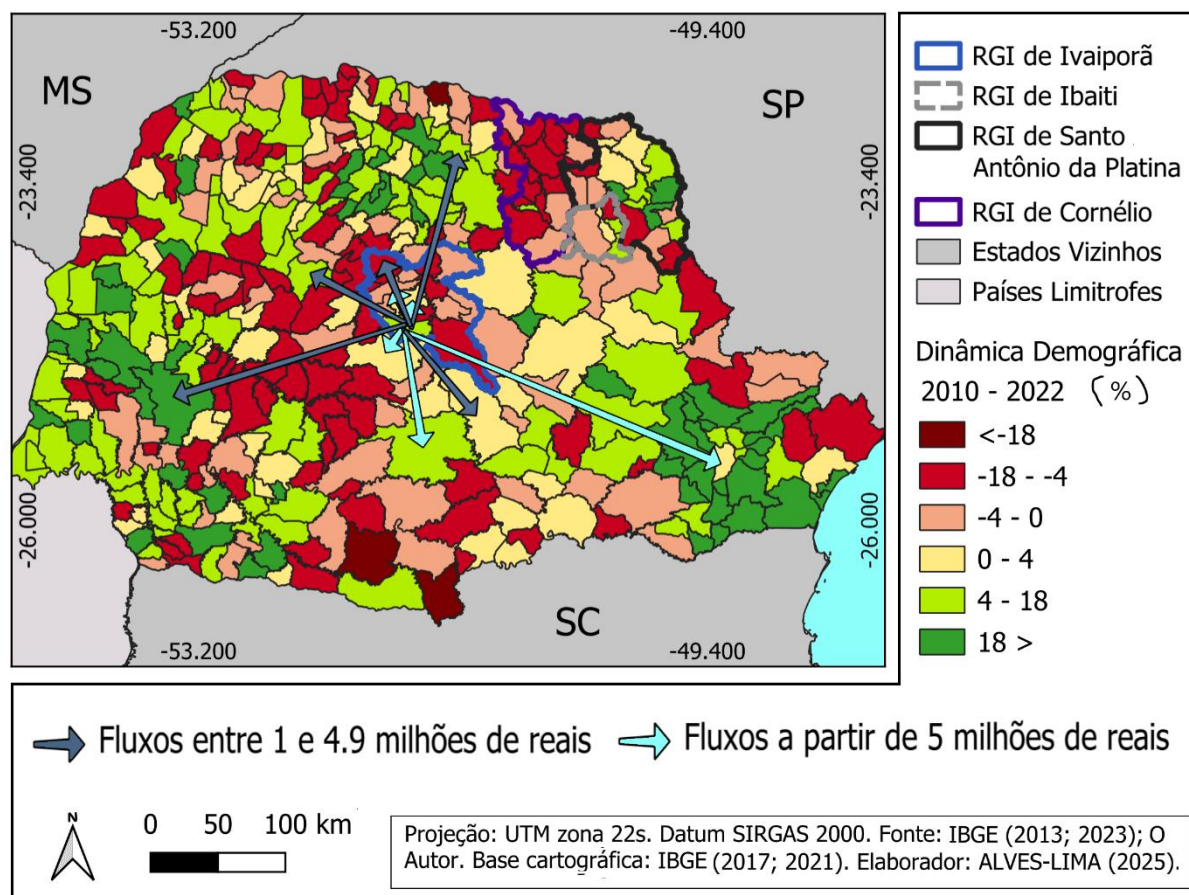 -53.200
-49.400
MS
SP
-23.400
-23.400
-26.000
-26.000
SC
-53.200
-49.400
RGI de Ivaiporã
RGI de Ibaiti
RGI de Santo
Antônio da Platina
RGI de Cornélio
Estados Vizinhos
Países Limitrofes
Dinâmica Demográfica
2010 - 2022 (%)
<-18
-18 - -4
-4 - 0
0 - 4
4 - 18
18 >
Fluxos entre 1 e 4.9 milhões de reais
Fluxos a partir de 5 milhões de reais
N
0 50 100 km
Projeção: UTM zona 22s. Datum SIRGAS 2000. Fonte: IBGE (2013; 2023); O
Autor. Base cartográfica: IBGE (2017; 2021). Elaborador: ALVES-LIMA (2025).